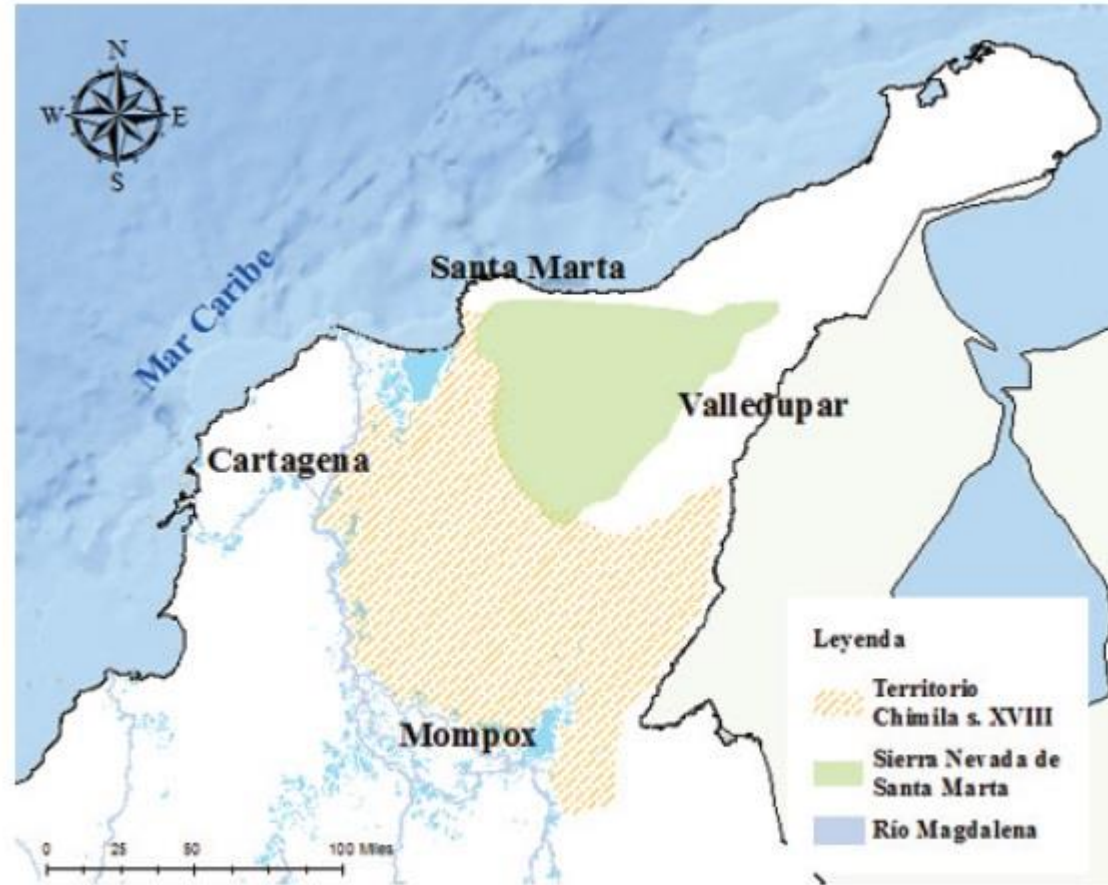 N
W E
S
Mar Caribe
Santa Marta
Valledupar
Cartagena
Mompox
Leyenda
Territorio
Chimila s. XVIII
Sierra Nevada de
Santa Marta
Río Magdalena
0 25 50 100 Miles